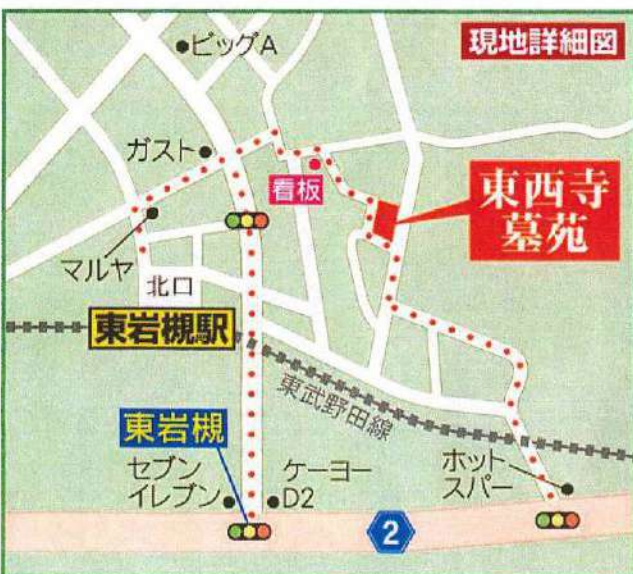 現地詳細図
ビッグA
ガスト
看板
東西寺
墓苑
マルヤ
北口
東岩槻駅
東武野田線
東岩槻
セブン
イレブン
ケーヨー
D2
ホット
スパー
2